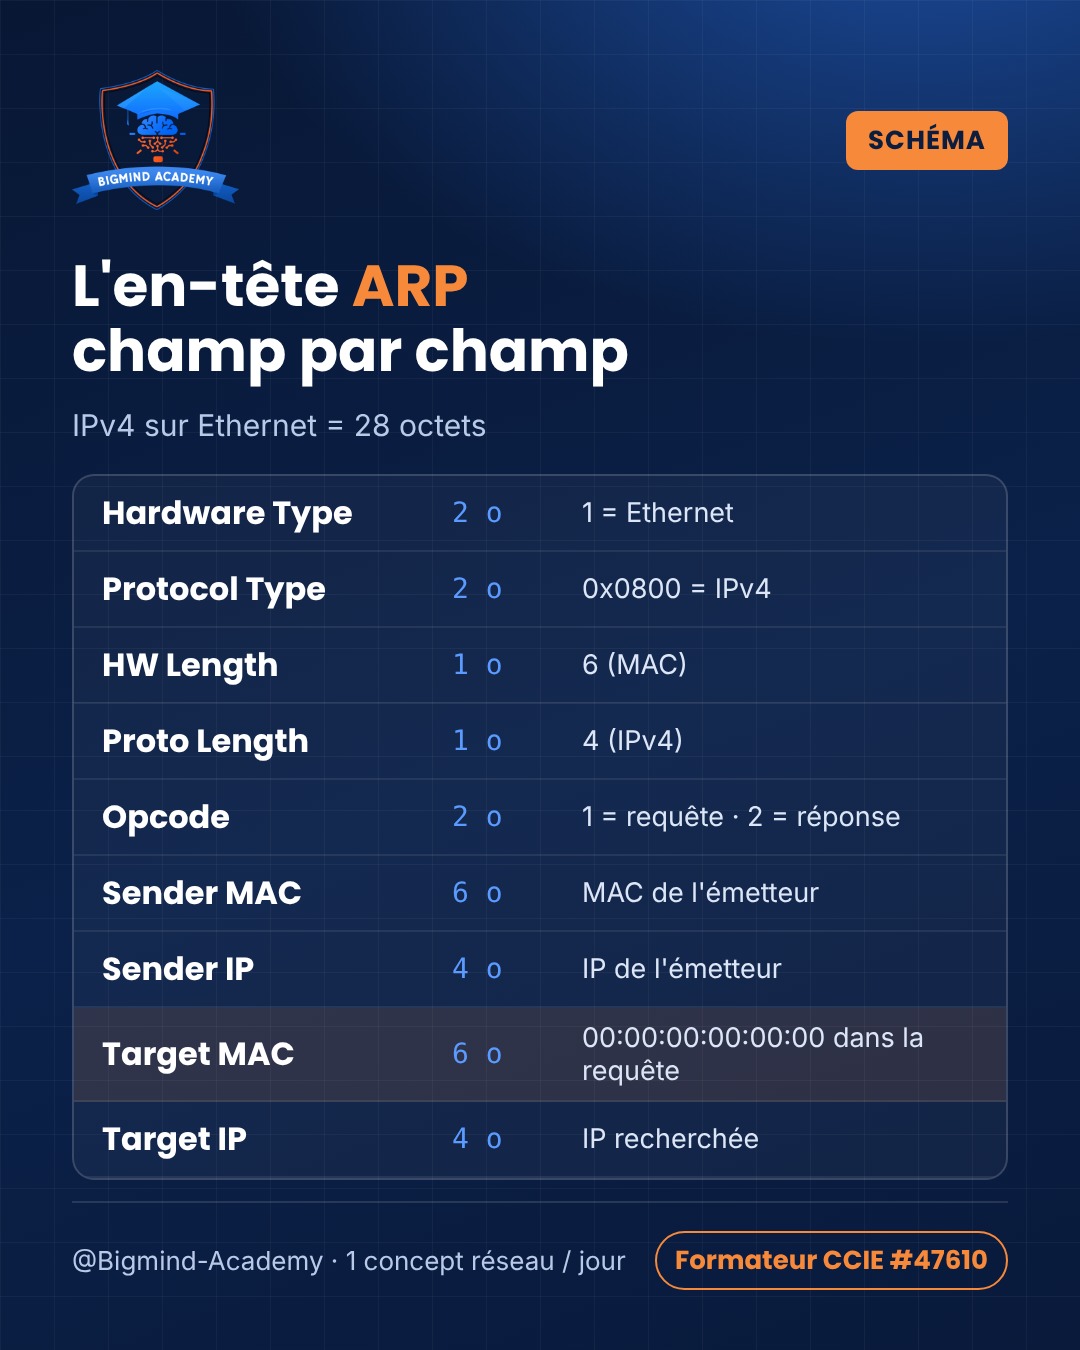 BIGMIND ACADEMY
SCHÉMA
L'en-tête ARP
champ par champ
IPv4 sur Ethernet = 28 octets
Hardware Type 2 o 1 = Ethernet
Protocol Type 2 o 0x0800 = IPv4
HW Length 1 o 6 (MAC)
Proto Length 1 o 4 (IPv4)
Opcode 2 o 1 = requête · 2 = réponse
Sender MAC 6 o MAC de l'émetteur
Sender IP 4 o IP de l'émetteur
Target MAC 6 o 00:00:00:00:00:00 dans la
requête
Target IP 4 o IP recherchée
@Bigmind-Academy · 1 concept réseau / jour
Formateur CCIE #47610